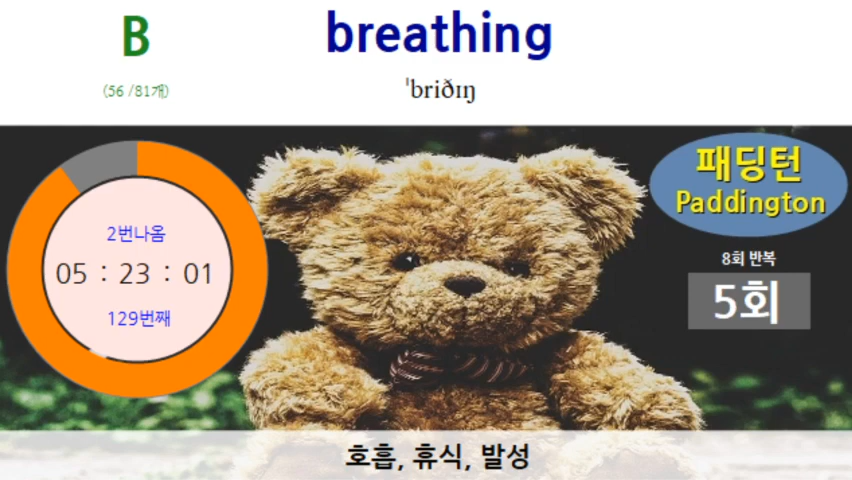 B
(56 /81개)
breathing
ˈbriðɪŋ
2번나옴
05 : 23 : 01
129번째
패딩턴
Paddington
8회 반복
5회
호흡, 휴식, 발성